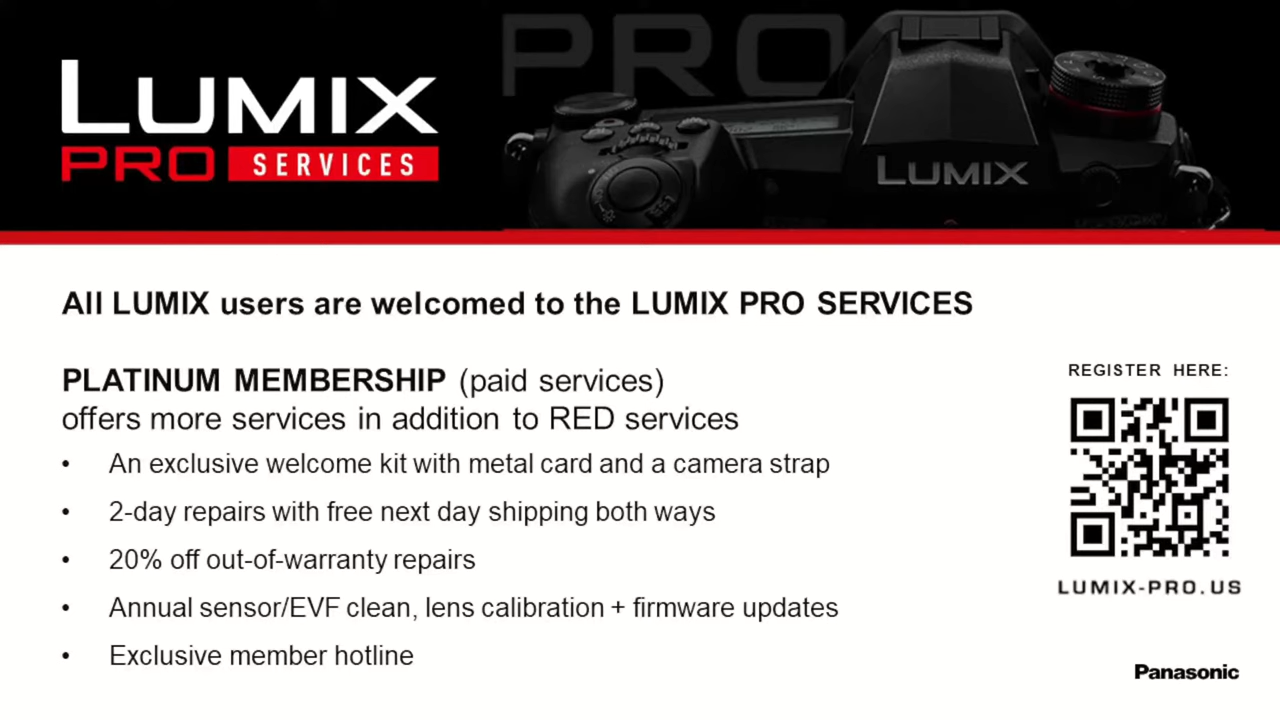 PRO
LUMIX
PRO SERVICES
LUMIX
All LUMIX users are welcomed to the LUMIX PRO SERVICES
PLATINUM MEMBERSHIP (paid services)
offers more services in addition to RED services
• An exclusive welcome kit with metal card and a camera strap
• 2-day repairs with free next day shipping both ways
• 20% off out-of-warranty repairs
• Annual sensor/EVF clean, lens calibration + firmware updates
• Exclusive member hotline
REGISTER HERE:
LUMIX-PRO.US
Panasonic